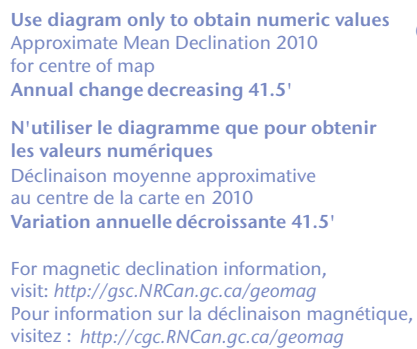 Use diagram only to obtain numeric values
Approximate Mean Declination 2010
for centre of map
Annual change decreasing 41.5'
N'utiliser le diagramme que pour obtenir
les valeurs numériques
Déclinaison moyenne approximative
au centre de la carte en 2010
Variation annuelle décroissante 41.5'
For magnetic declination information,
visit: http://gsc.NRCan.gc.ca/geomag
Pour information sur la déclinaison magnétique,
visitez : http://cgc.RNCan.gc.ca/geomag